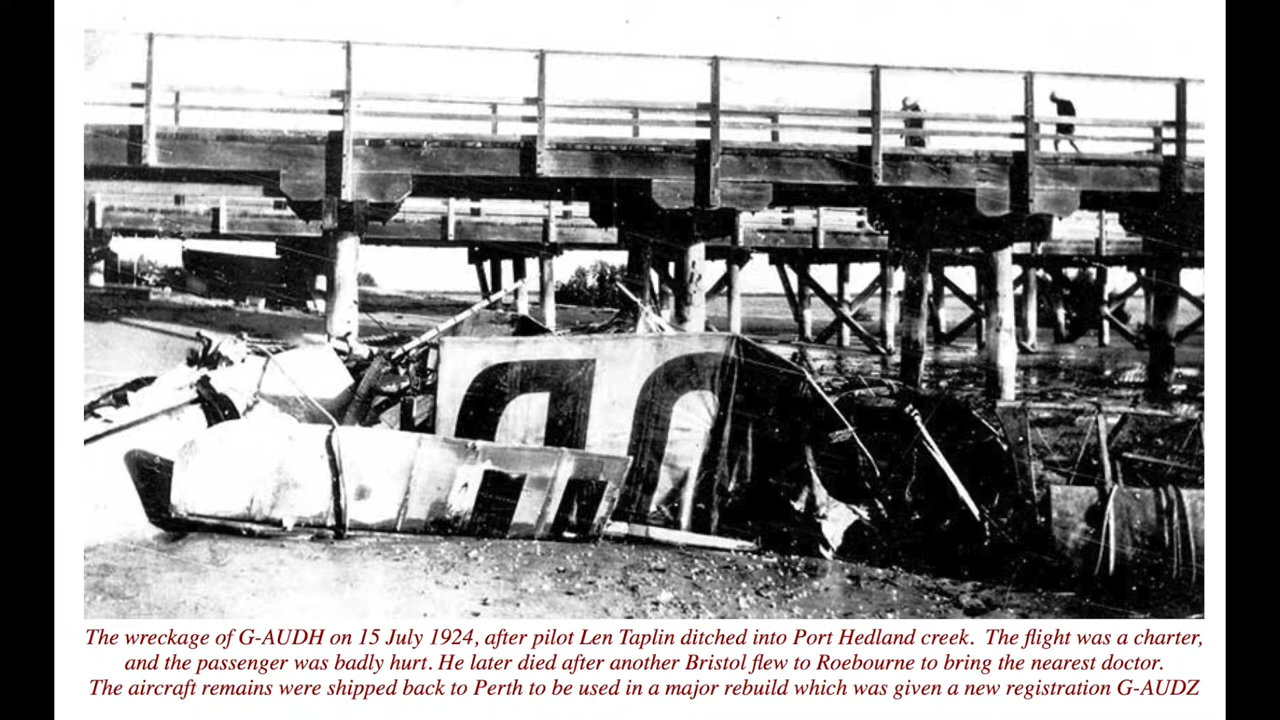 The wreckage of G-AUDH on 15 July 1924, after pilot Len Taplin ditched into Port Hedland creek. The flight was a charter,
and the passenger was badly hurt. He later died after another Bristol flew to Roebourne to bring the nearest doctor.
The aircraft remains were shipped back to Perth to be used in a major rebuild which was given a new registration G-AUDZ